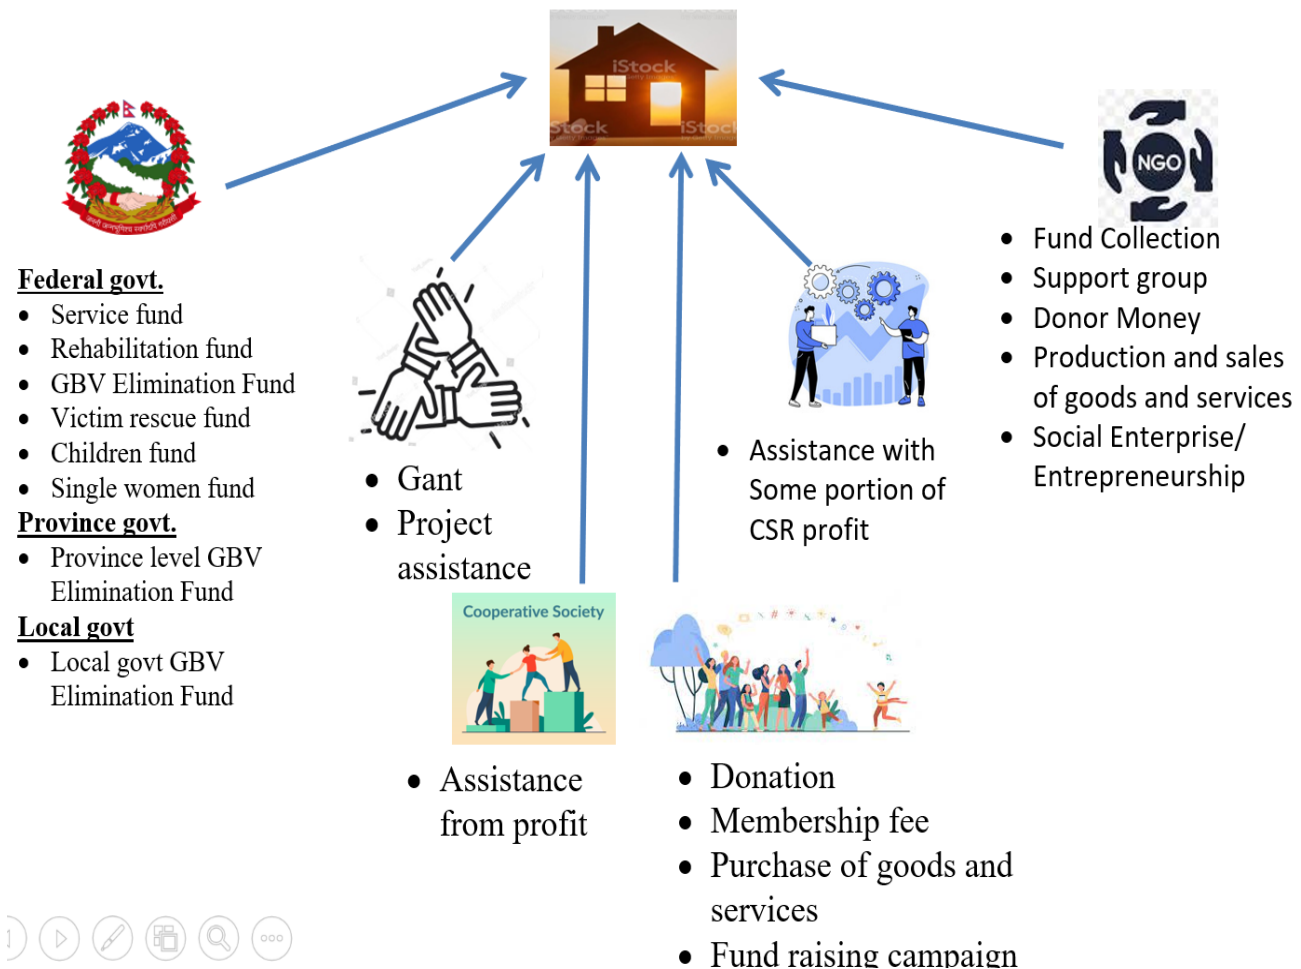 iStock
iStock
iStock
NGO
Federal govt.
• Service fund
• Rehabilitation fund
• GBV Elimination Fund
• Victim rescue fund
• Children fund
• Single women fund
Province govt.
• Province level GBV
Elimination Fund
Local govt
• Local govt GBV
Elimination Fund
• Gant
• Project
assistance
Cooperative Society
• Assistance
from profit
• Donation
• Membership fee
• Purchase of goods and
services
• Fund raising campaign
• Assistance with
Some portion of
CSR profit
• Fund Collection
• Support group
• Donor Money
• Production and sales
of goods and services
• Social Enterprise/
Entrepreneurship